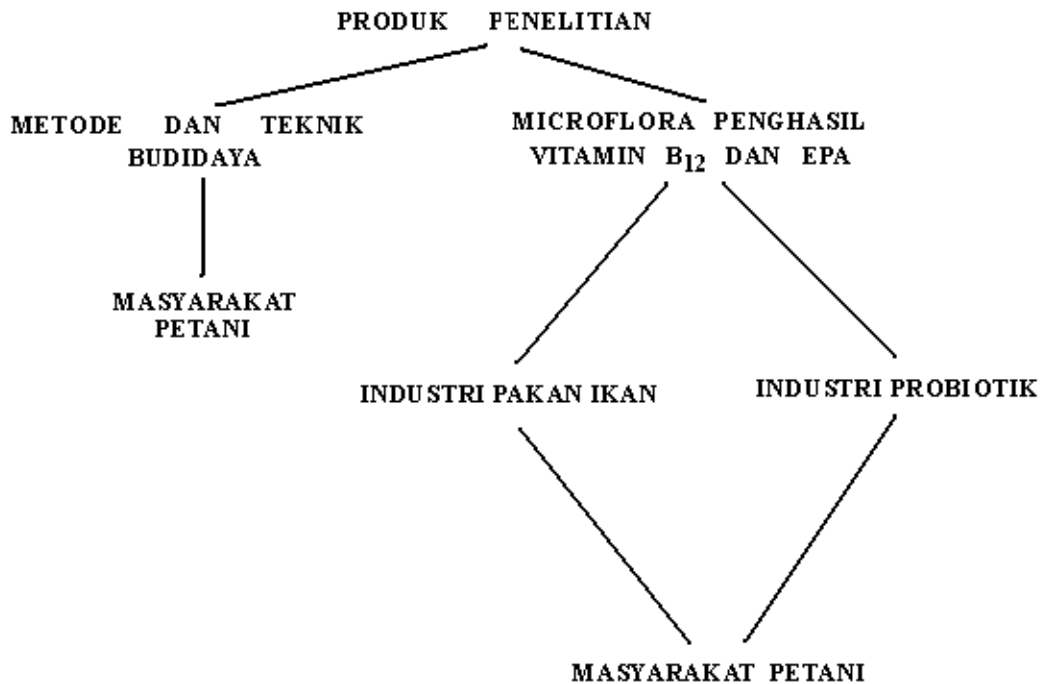 PRODUK PENELITIAN
METODE DAN TEKNIK
BUDIDAYA
MICROFLORA PENGHASIL
VITAMIN B12 DAN EPA
MASYARAKAT
PETANI
INDUSTRI PAKAN IKAN
INDUSTRI PROBIOTIK
MASYARAKAT PETANI